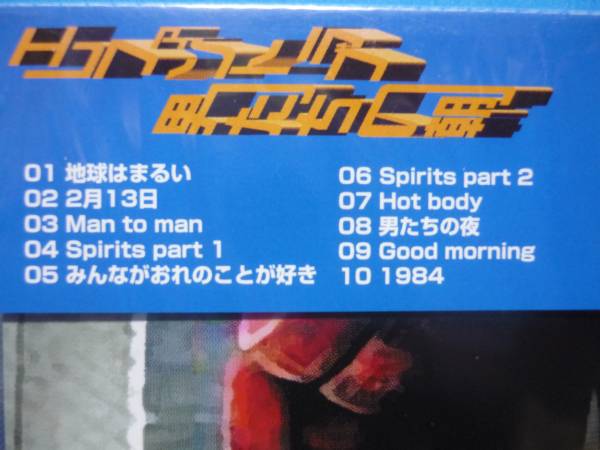 01 地球はまるい
02 2月13日
03 Man to man
04 Spirits part 1
05 みんながおれのことが好き
06 Spirits part 2
07 Hot body
08 男たちの夜
09 Good morning
10 1984